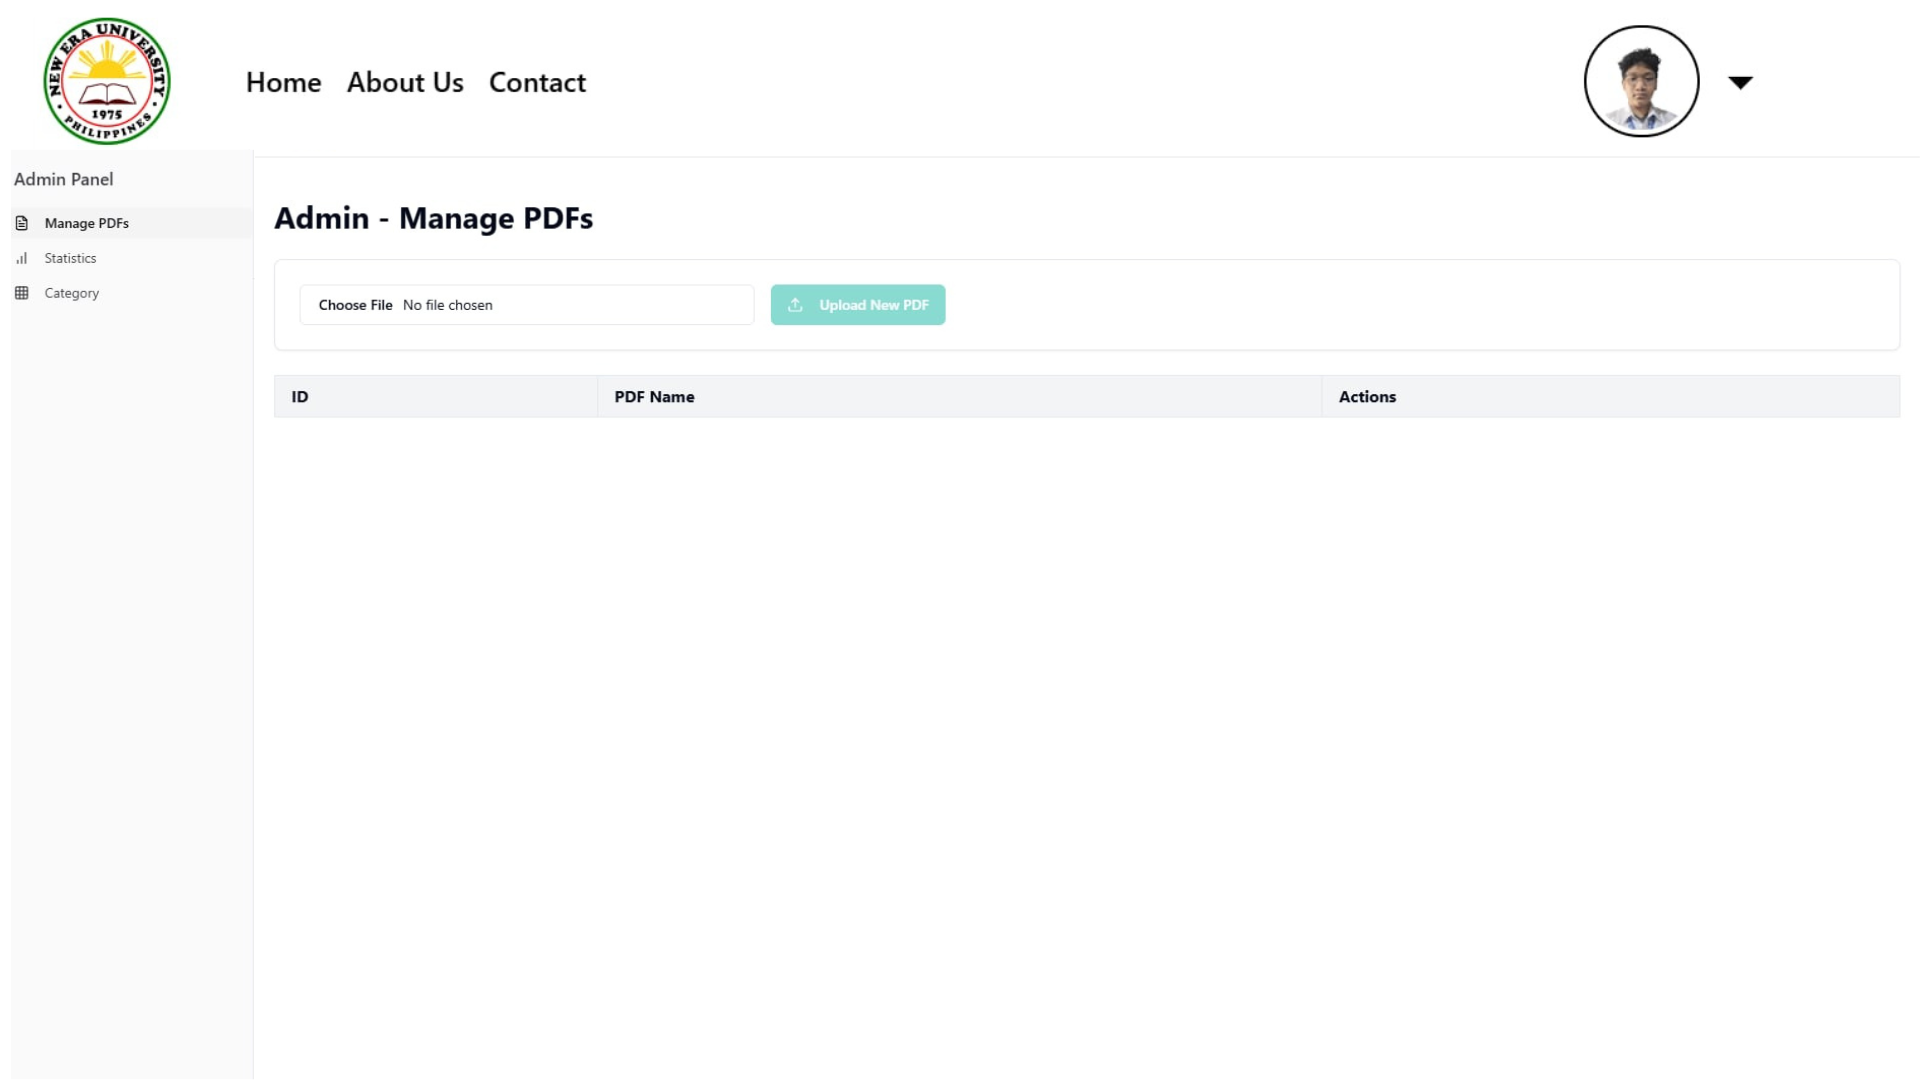 NEW ERA UNIVERSITY
1975
PHILIPPINES
Home About Us Contact
Admin Panel
Manage PDFs
Statistics
Category
Admin - Manage PDFs
Choose File No file chosen
Upload New PDF
ID PDF Name Actions